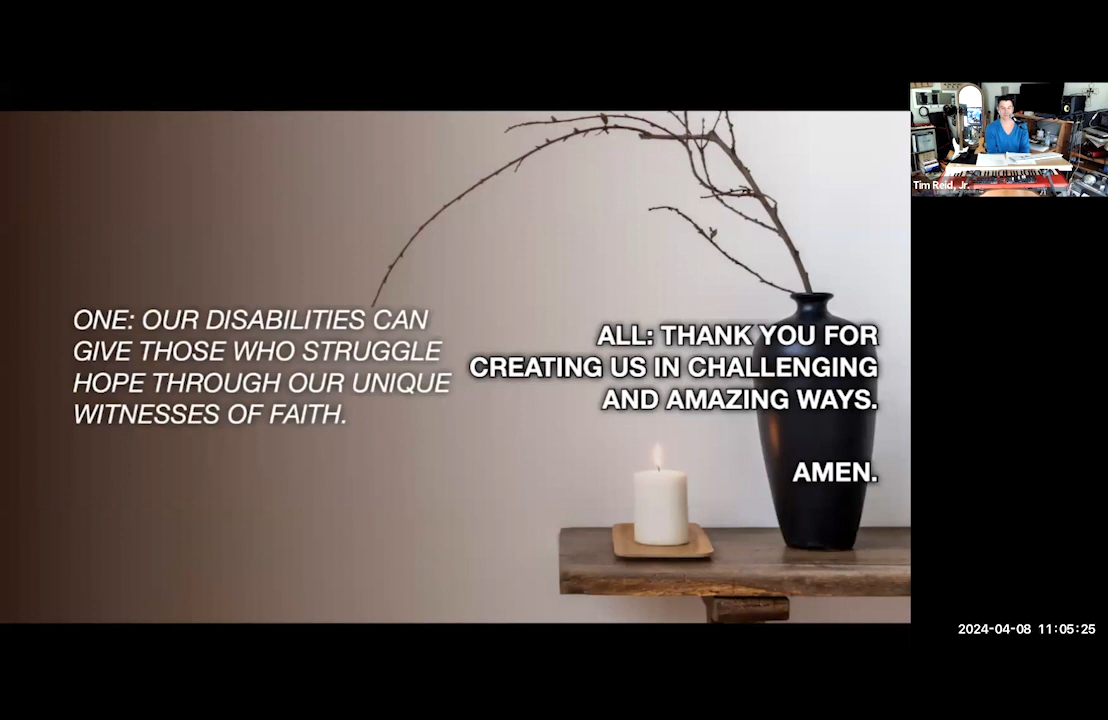 ONE: OUR DISABILITIES CAN
GIVE THOSE WHO STRUGGLE
HOPE THROUGH OUR UNIQUE
WITNESSES OF FAITH.
ALL: THANK YOU FOR
CREATING US IN CHALLENGING
AND AMAZING WAYS.
AMEN.
Tim Reid, Jr.
2024-04-08 11:05:25